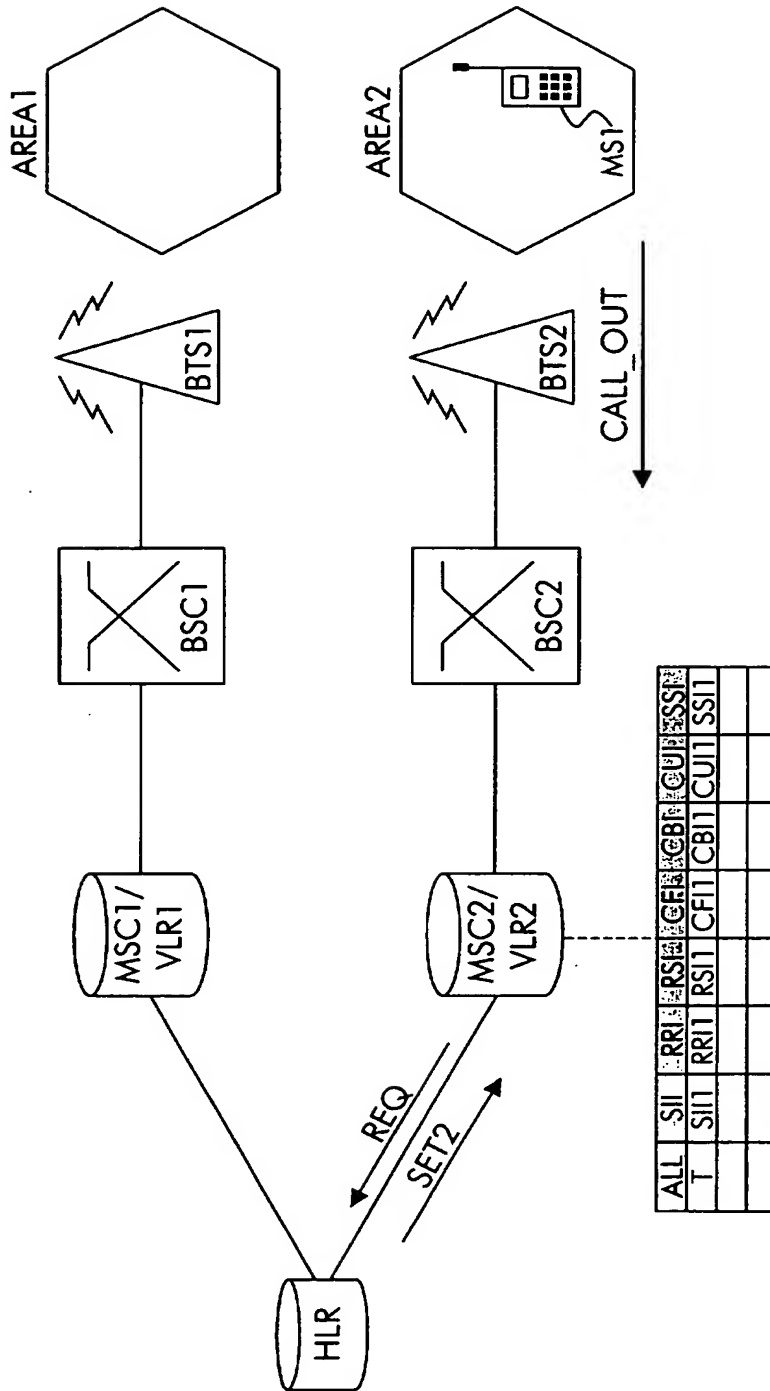 AREA1
BTS1
BSC1
MSC1/
VLR1
HLR
REQ
SET2
MSC2/
VLR2
BSC2
BTS2
AREA2
MS1
CALL_OUT
ALL SII RRI RSI CFI CBI CUI SSI
T SII1 RRI1 RSI1 CFI1 CBI1 CUI1 SSI1